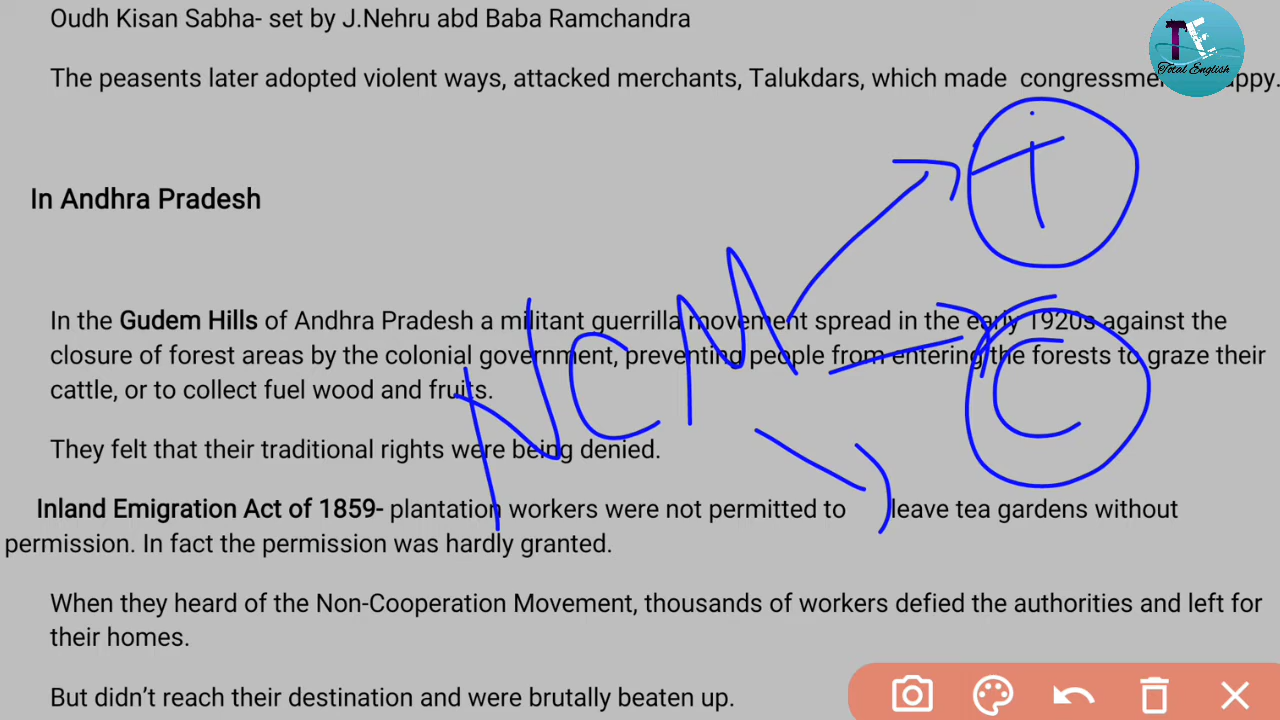 Oudh Kisan Sabha- set by J.Nehru abd Baba Ramchandra
TE
Total English
The peasents later adopted violent ways, attacked merchants, Talukdars, which made
T
In Andhra Pradesh
NCM
In the Gudem Hills of Andhra Pradesh a militant guerrilla movement spread in the early 1920s against the
closure of forest areas by the colonial government, preventing people from entering the forests to graze their
C
cattle, or to collect fuel wood and fruits.
They felt that their traditional rights were being denied.
Inland Emigration Act of 1859- plantation workers were not permitted to leave tea gardens without
permission. In fact the permission was hardly granted.
When they heard of the Non-Cooperation Movement, thousands of workers defied the authorities and left for
their homes.
But didn’t reach their destination and were brutally beaten up.